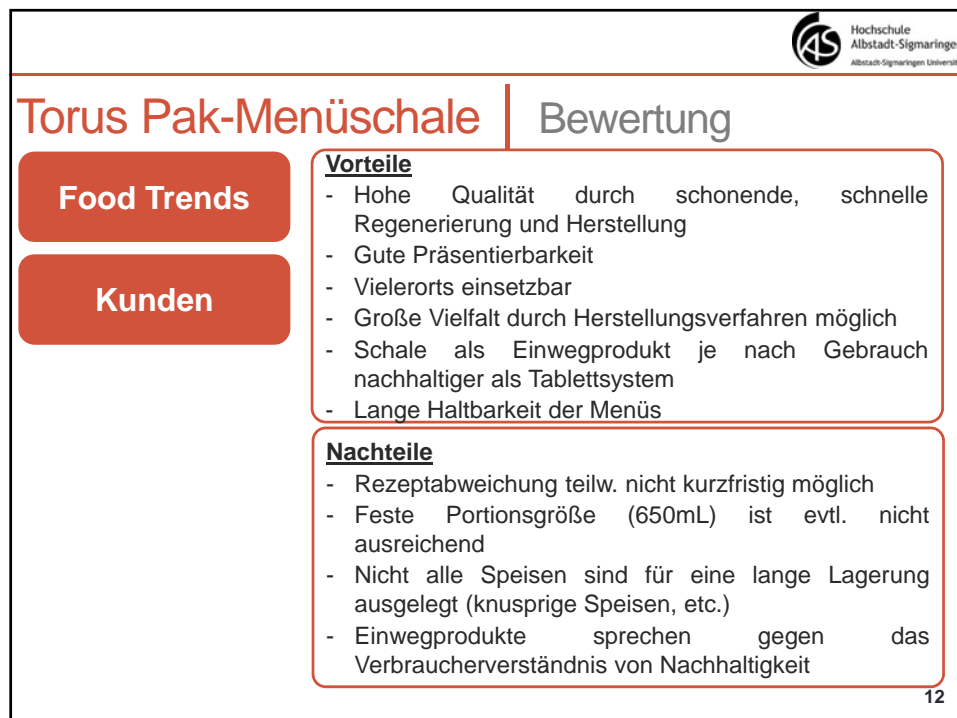 Hochschule
Albstadt-Sigmaringen
Albstadt-Sigmaringen Universit
Torus Pak-Menüschale
Bewertung
Food Trends
Kunden
Vorteile
- Hohe Qualität durch schonende, schnelle
Regenerierung und Herstellung
- Gute Präsentierbarkeit
- Vielerorts einsetzbar
- Große Vielfalt durch Herstellungsverfahren möglich
- Schale als Einwegprodukt je nach Gebrauch
nachhaltiger als Tablettsystem
- Lange Haltbarkeit der Menüs
Nachteile
- Rezeptabweichung teilw. nicht kurzfristig möglich
- Feste Portionsgröße (650mL) ist evtl. nicht
ausreichend
- Nicht alle Speisen sind für eine lange Lagerung
ausgelegt (knusprige Speisen, etc.)
- Einwegprodukte sprechen gegen das
Verbraucherverständnis von Nachhaltigkeit
12